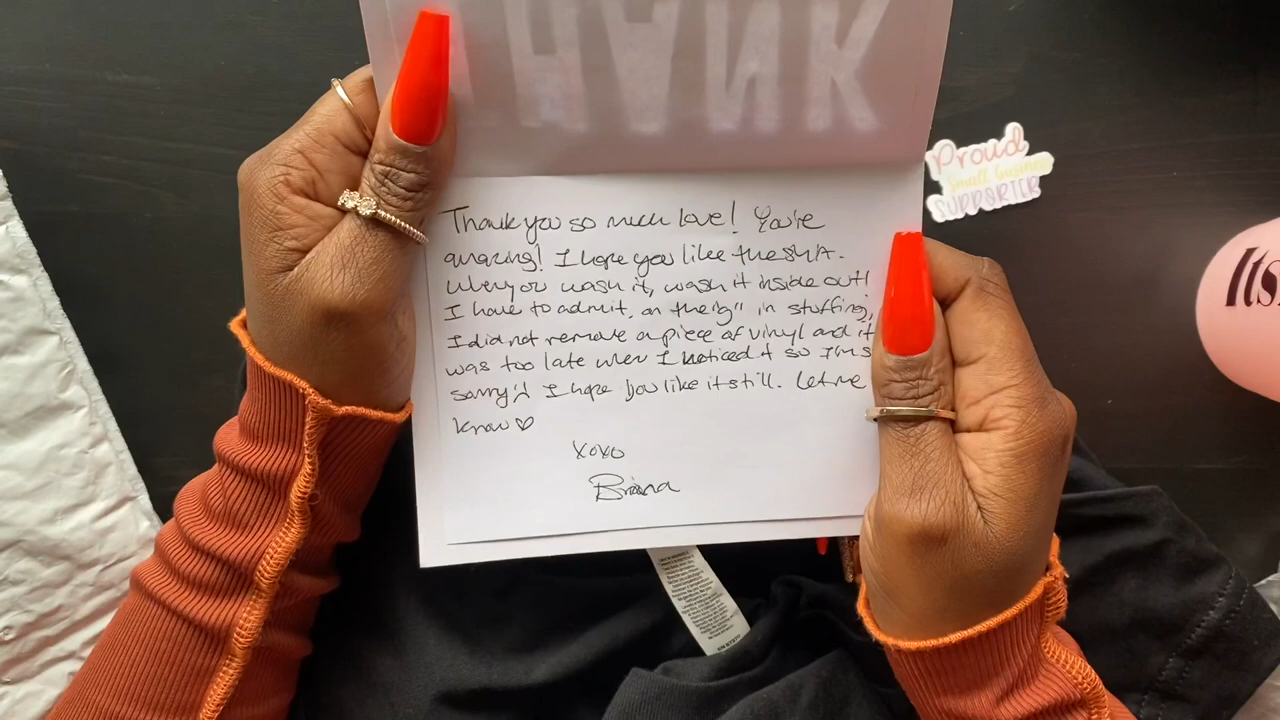 HANK
Thank you so much love! You're
amazing! I hope you like the shirt.
When you wash it, wash it inside out!
I have to admit, on the "g" in stuffing,
I did not remove a piece of vinyl and it
was too late when I noticed it so I'm s
sorry! I hope you like it still. Let me
know ♡
xoxo
Briana
Proud
Small business
SUPPORTER
Its